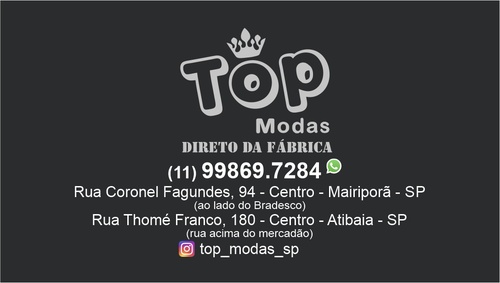 Top
Modas
DIRETO DA FÁBRICA
(11) 99869.7284
Rua Coronel Fagundes, 94 - Centro - Mairiporã - SP
(ao lado do Bradesco)
Rua Thomé Franco, 180 - Centro - Atibaia - SP
(rua acima do mercadão)
top_modas_sp